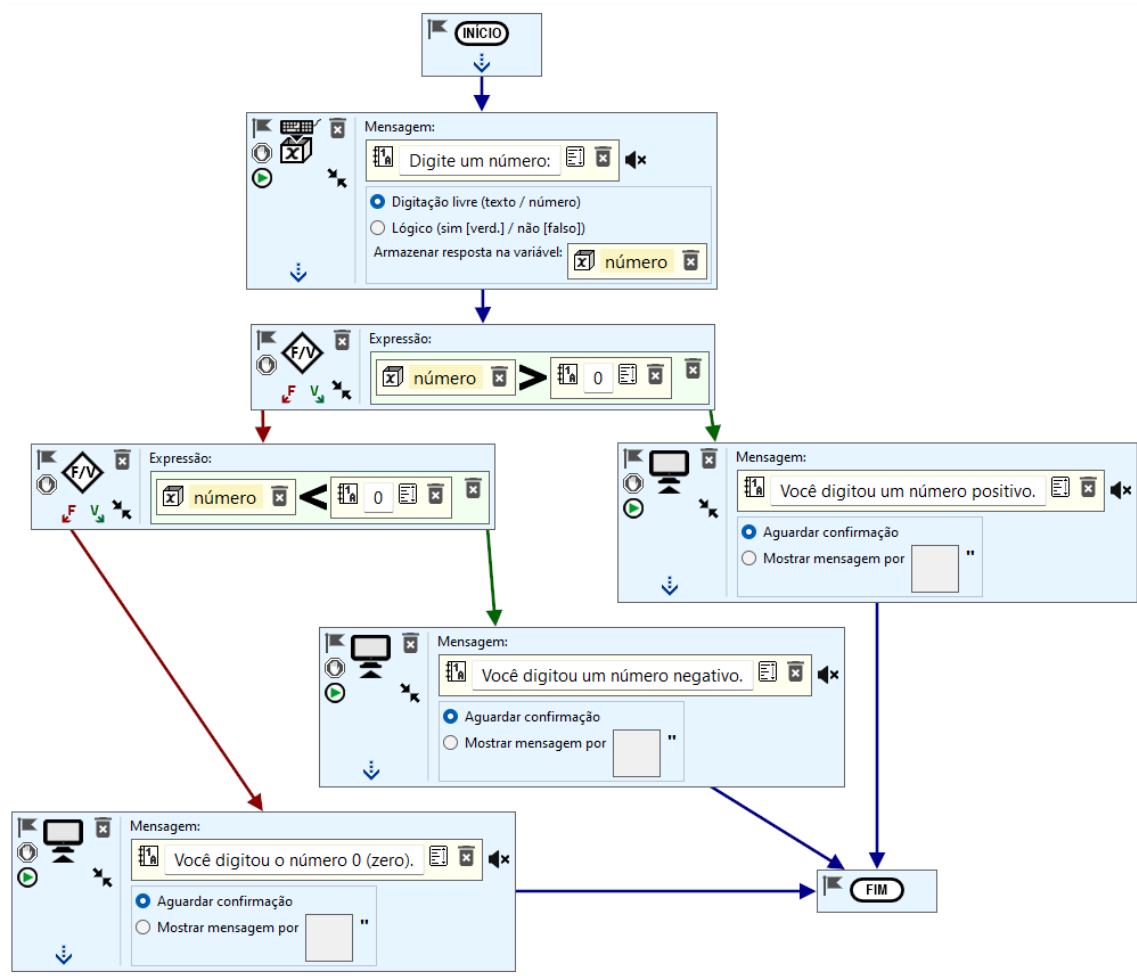 INÍCIO
Mensagem:
Digite um número:
Digitação livre (texto / número)
Lógico (sim [verd.] / não [falso])
Armazenar resposta na variável:
x número
F/V
Expressão:
F V
x número > 0
F/V
Expressão:
F V
x número < 0
Mensagem:
Você digitou um número positivo.
Aguardar confirmação
Mostrar mensagem por "
Mensagem:
Você digitou um número negativo.
Aguardar confirmação
Mostrar mensagem por "
Mensagem:
Você digitou o número 0 (zero).
Aguardar confirmação
Mostrar mensagem por "
FIM